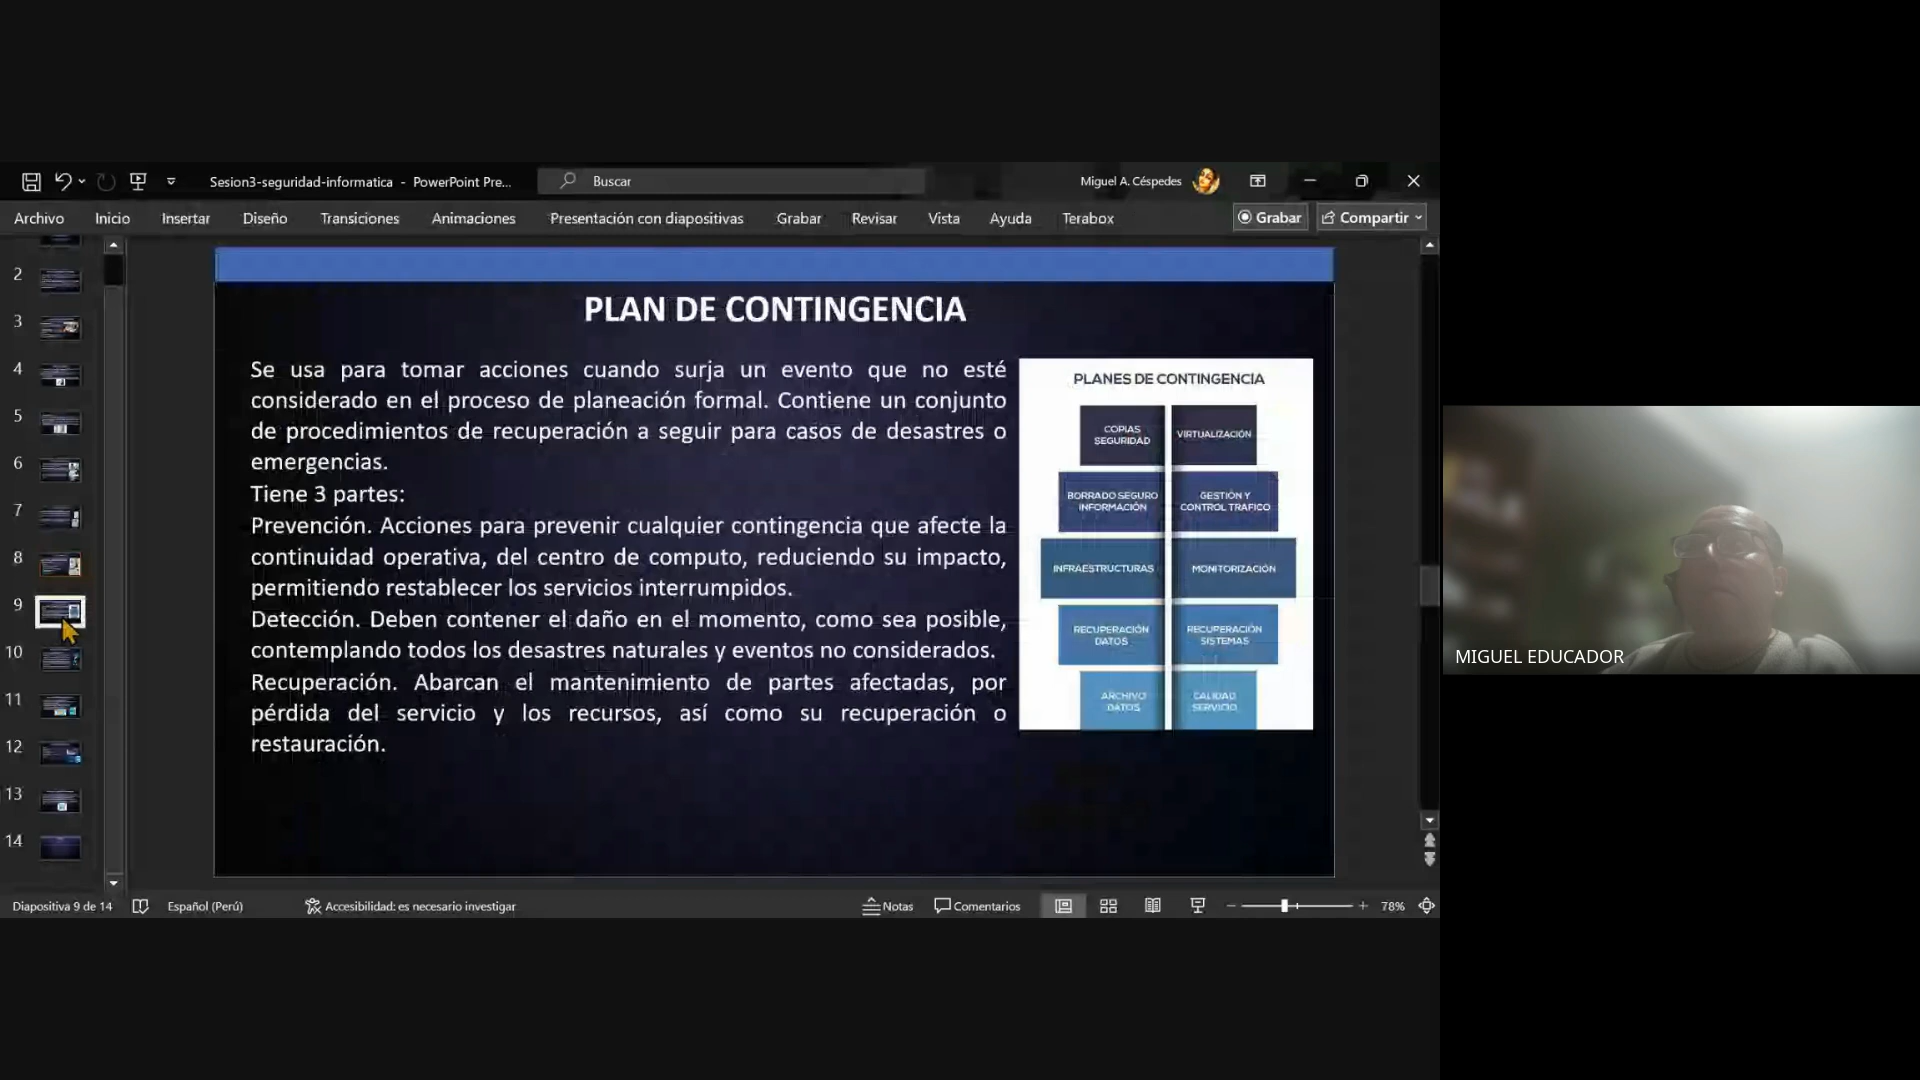 Sesion3-seguridad-informatica - PowerPoint Pre...
Buscar
Miguel A. Céspedes
Archivo Inicio Insertar Diseño Transiciones Animaciones Presentación con diapositivas Grabar Revisar Vista Ayuda Terabox Grabar Compartir
2
3
4
5
6
7
8
9
10
11
12
13
14
PLAN DE CONTINGENCIA
Se usa para tomar acciones cuando surja un evento que no esté
considerado en el proceso de planeación formal. Contiene un conjunto
de procedimientos de recuperación a seguir para casos de desastres o
emergencias.
Tiene 3 partes:
Prevención. Acciones para prevenir cualquier contingencia que afecte la
continuidad operativa, del centro de computo, reduciendo su impacto,
permitiendo restablecer los servicios interrumpidos.
Detección. Deben contener el daño en el momento, como sea posible,
contemplando todos los desastres naturales y eventos no considerados.
Recuperación. Abarcan el mantenimiento de partes afectadas, por
pérdida del servicio y los recursos, así como su recuperación o
restauración.
PLANES DE CONTINGENCIA
COPIAS
SEGURIDAD
VIRTUALIZACIÓN
BORRADO SEGURO
INFORMACIÓN
GESTIÓN Y
CONTROL TRAFICO
INFRAESTRUCTURAS
MONITORIZACIÓN
RECUPERACIÓN
DATOS
RECUPERACIÓN
SISTEMAS
ARCHIVO
DATOS
CALIDAD
SERVICIO
MIGUEL EDUCADOR
Diapositiva 9 de 14 Español (Perú) Accesibilidad: es necesario investigar Notas Comentarios 78%